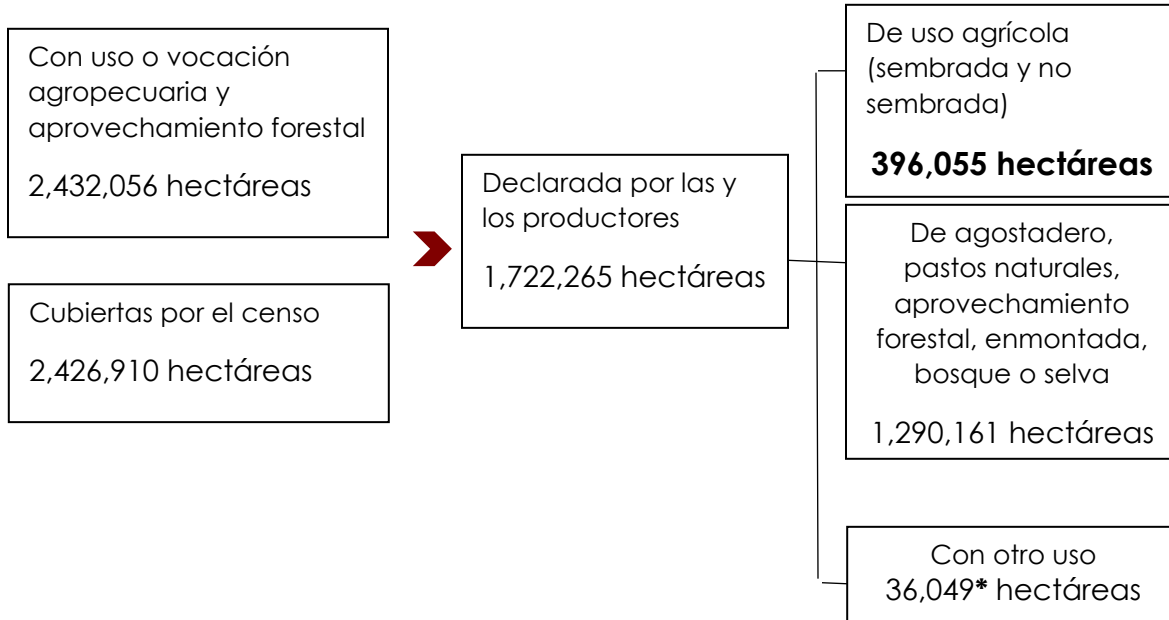 Con uso o vocación
agropecuaria y
aprovechamiento forestal
2,432,056 hectáreas
Cubiertas por el censo
2,426,910 hectáreas
Declarada por las y
los productores
1,722,265 hectáreas
De uso agrícola
(sembrada y no
sembrada)
396,055 hectáreas
De agostadero,
pastos naturales,
aprovechamiento
forestal, enmontada,
bosque o selva
1,290,161 hectáreas
Con otro uso
36,049* hectáreas